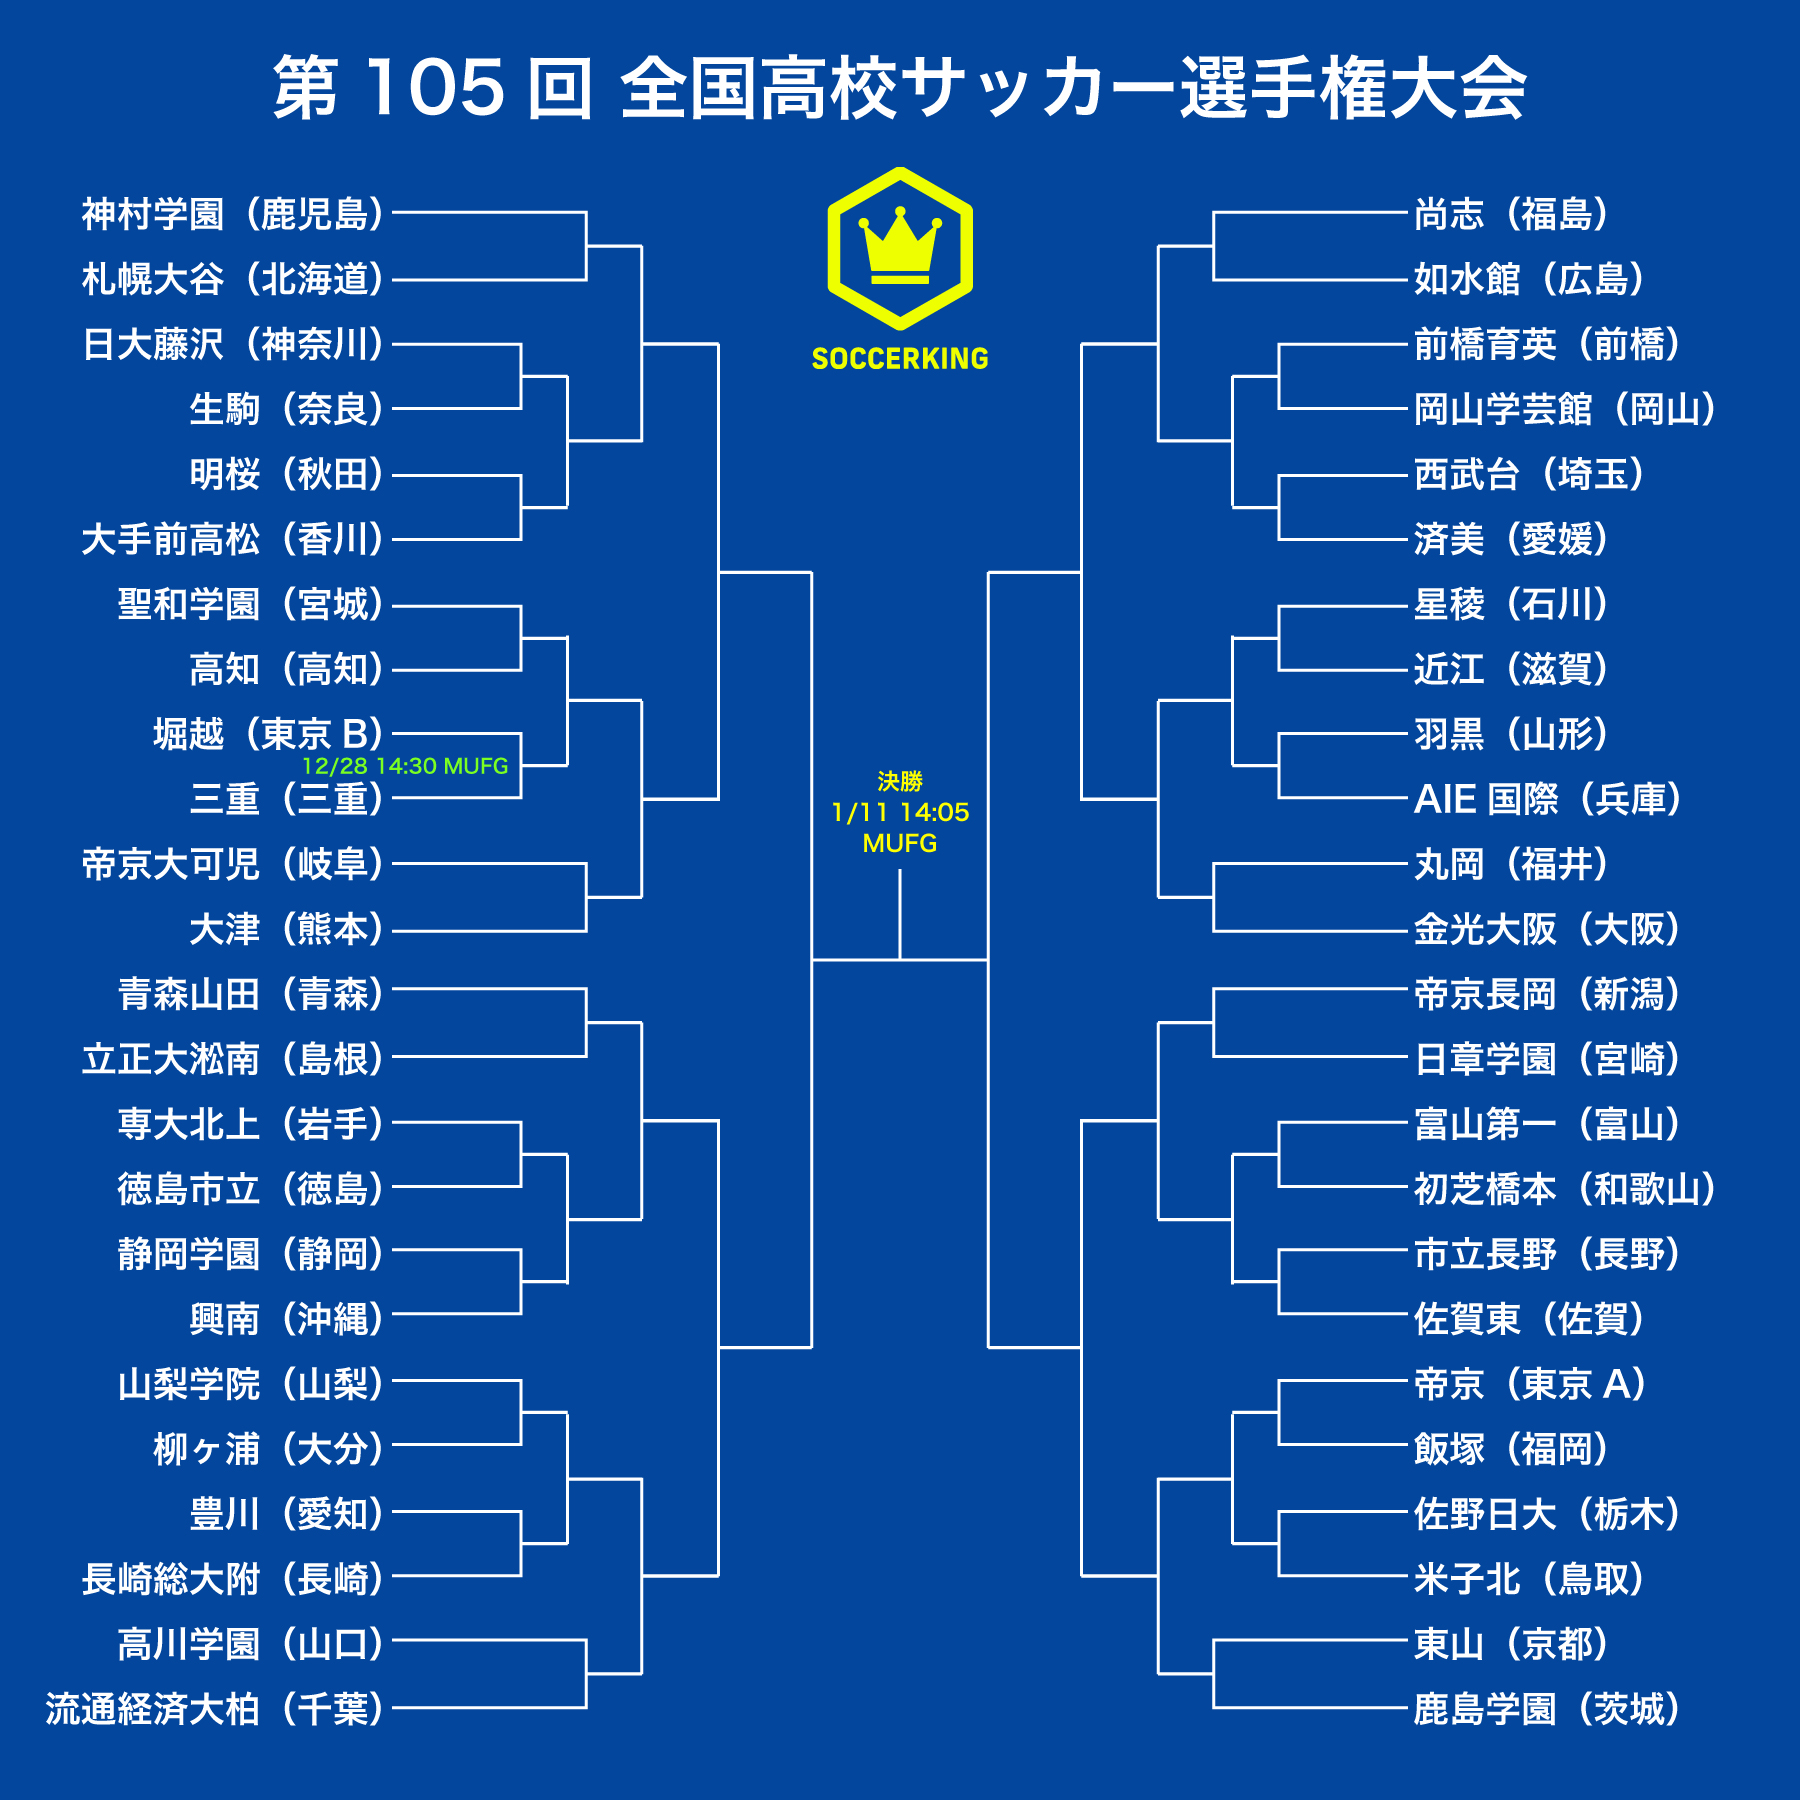 第 105 回 全国高校サッカー選手権大会
SOCCERKING
神村学園（鹿児島）
札幌大谷（北海道）
日大藤沢（神奈川）
生駒（奈良）
明桜（秋田）
大手前高松（香川）
聖和学園（宮城）
高知（高知）
堀越（東京 B）
12/28 14:30 MUFG
三重（三重）
帝京大可児（岐阜）
大津（熊本）
青森山田（青森）
立正大淞南（島根）
専大北上（岩手）
徳島市立（徳島）
静岡学園（静岡）
興南（沖縄）
山梨学院（山梨）
柳ヶ浦（大分）
豊川（愛知）
長崎総大附（長崎）
高川学園（山口）
流通経済大柏（千葉）
決勝
1/11 14:05
MUFG
尚志（福島）
如水館（広島）
前橋育英（前橋）
岡山学芸館（岡山）
西武台（埼玉）
済美（愛媛）
星稜（石川）
近江（滋賀）
羽黒（山形）
AIE 国際（兵庫）
丸岡（福井）
金光大阪（大阪）
帝京長岡（新潟）
日章学園（宮崎）
富山第一（富山）
初芝橋本（和歌山）
市立長野（長野）
佐賀東（佐賀）
帝京（東京 A）
飯塚（福岡）
佐野日大（栃木）
米子北（鳥取）
東山（京都）
鹿島学園（茨城）